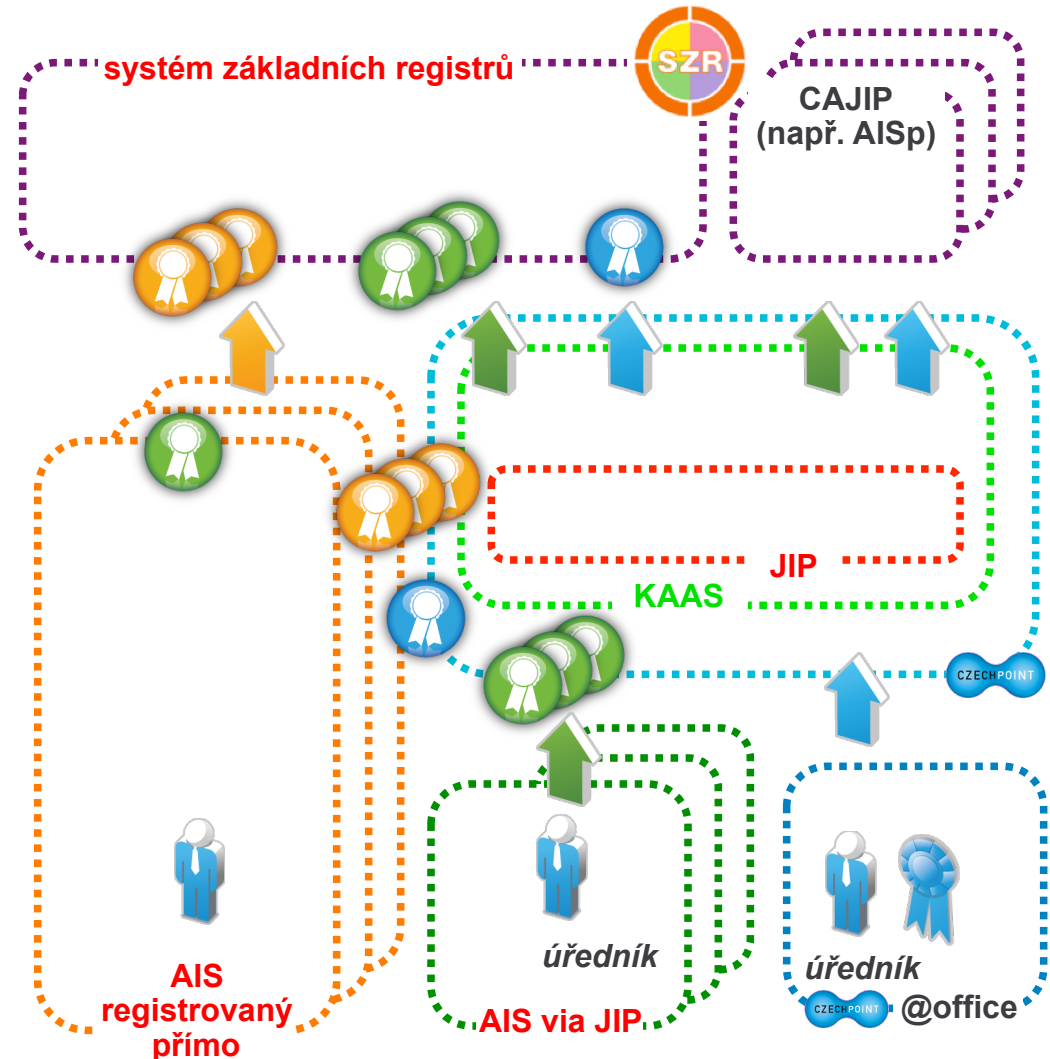 systém základních registrů
SZR
CAJIP
(např. AISp)
JIP
KAAS
CZECHPOINT
úředník
úředník
AIS
registrovaný
přímo
AIS via JIP
CZECHPOINT @office